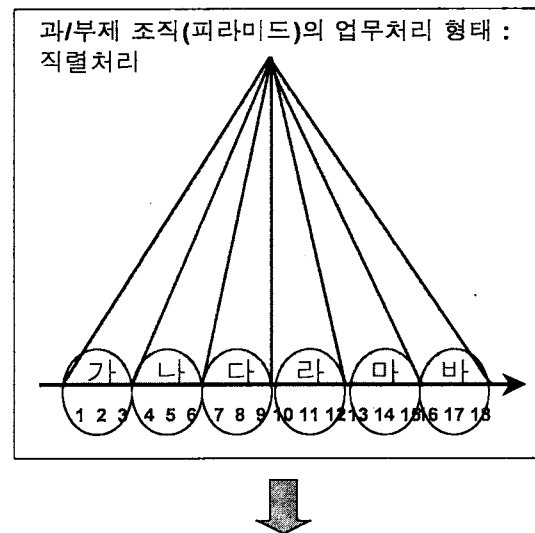 과/부제 조직(피라미드)의 업무처리 형태 :
직렬처리
가 나 다 라 마 바
1 2 3 4 5 6 7 8 9 10 11 12 13 14 15 16 17 18